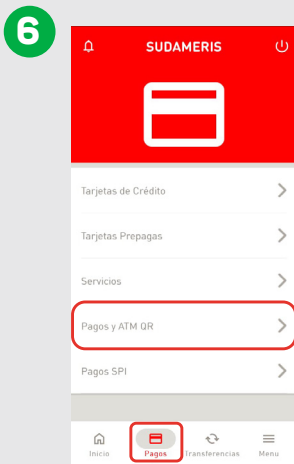 6
SUDAMERIS
Tarjetas de Crédito
Tarjetas Prepagas
Servicios
Pagos y ATM QR
Pagos SPI
Inicio Pagos Transferencias Menu